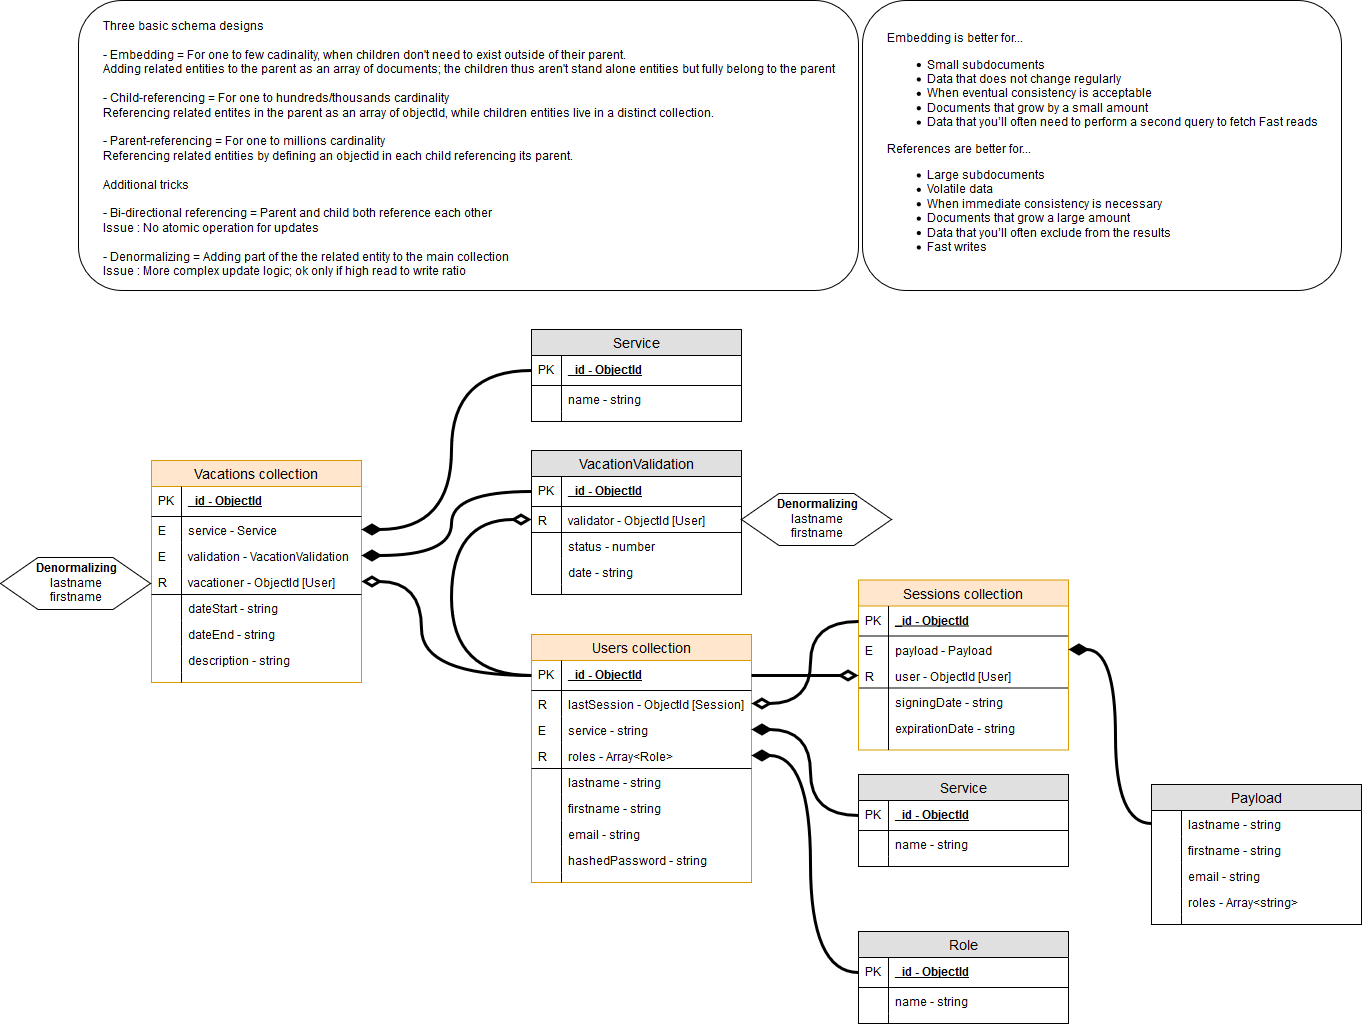 Three basic schema designs
- Embedding = For one to few cadinality, when children don't need to exist outside of their parent.
Adding related entities to the parent as an array of documents; the children thus aren't stand alone entities but fully belong to the parent
- Child-referencing = For one to hundreds/thousands cardinality
Referencing related entites in the parent as an array of objectId, while children entities live in a distinct collection.
- Parent-referencing = For one to millions cardinality
Referencing related entities by defining an objectid in each child referencing its parent.
Additional tricks
- Bi-directional referencing = Parent and child both reference each other
Issue : No atomic operation for updates
- Denormalizing = Adding part of the the related entity to the main collection
Issue : More complex update logic; ok only if high read to write ratio
Embedding is better for...
• Small subdocuments
• Data that does not change regularly
• When eventual consistency is acceptable
• Documents that grow by a small amount
• Data that you'll often need to perform a second query to fetch Fast reads
References are better for...
• Large subdocuments
• Volatile data
• When immediate consistency is necessary
• Documents that grow a large amount
• Data that you'll often exclude from the results
• Fast writes
Service
PK _id - ObjectId
name - string
Vacations collection
PK _id - ObjectId
E service - Service
E validation - VacationValidation
R vacationer - ObjectId [User]
dateStart - string
dateEnd - string
description - string
Denormalizing
lastname
firstname
VacationValidation
PK _id - ObjectId
R validator - ObjectId [User]
status - number
date - string
Denormalizing
lastname
firstname
Users collection
PK _id - ObjectId
R lastSession - ObjectId [Session]
E service - string
R roles - Array<Role>
lastname - string
firstname - string
email - string
hashedPassword - string
Sessions collection
PK _id - ObjectId
E payload - Payload
R user - ObjectId [User]
signingDate - string
expirationDate - string
Service
PK _id - ObjectId
name - string
Payload
lastname - string
firstname - string
email - string
roles - Array<string>
Role
PK _id - ObjectId
name - string